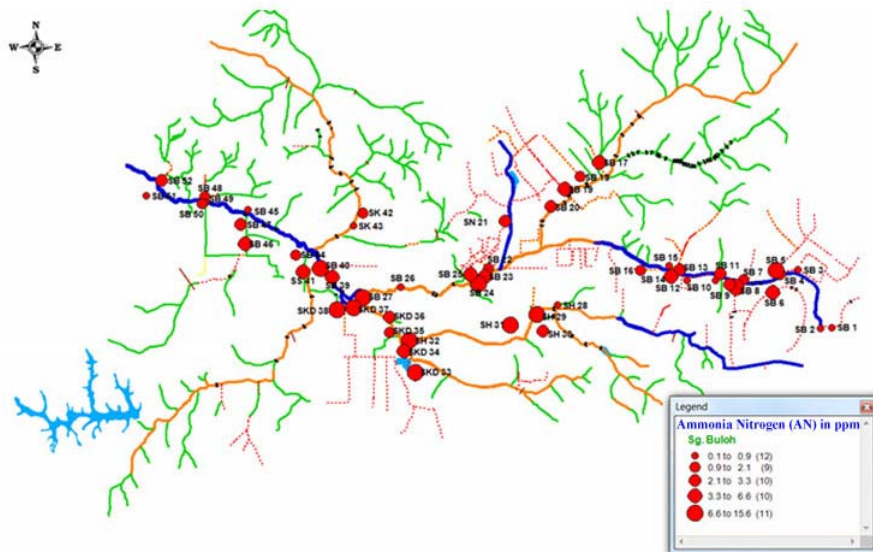 N
W E
S
SB 17
SB 18
SB 19
SB 20
SN 21
SB 52
SB 51
SB 48
SB 49
SB 50
SB 45
SB 46
SK 42
SK 43
SB 44
SS 41
SB 40
SB 39
SB 26
SB 27
SKD 38
SKD 37
SKD 36
SKD 35
SH 32
SKD 34
SKD 33
SB 25
SB 22
SB 23
SB 24
SH 28
SH 29
SH 30
SH 31
SB 16
SB 15
SB 13
SB 14
SB 12
SB 11
SB 10
SB 7
SB 9
SB 8
SB 5
SB 3
SB 4
SB 6
SB 2
SB 1
Legend
Ammonia Nitrogen (AN) in ppm
Sg. Buloh
0.1 to 0.9 (12)
0.9 to 2.1 (9)
2.1 to 3.3 (10)
3.3 to 6.6 (10)
6.6 to 15.6 (11)